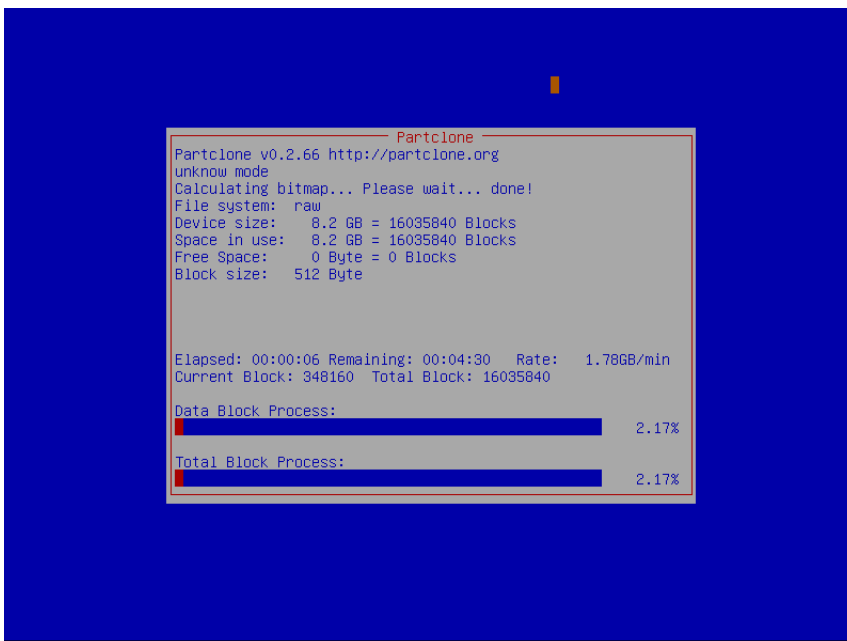 Partclone
Partclone v0.2.66 http://partclone.org
unknow mode
Calculating bitmap... Please wait... done!
File system:  raw
Device size:    8.2 GB = 16035840 Blocks
Space in use:   8.2 GB = 16035840 Blocks
Free Space:     0 Byte = 0 Blocks
Block size:   512 Byte
Elapsed: 00:00:06 Remaining: 00:04:30   Rate:   1.78GB/min
Current Block: 348160  Total Block: 16035840
Data Block Process:
2.17%
Total Block Process:
2.17%